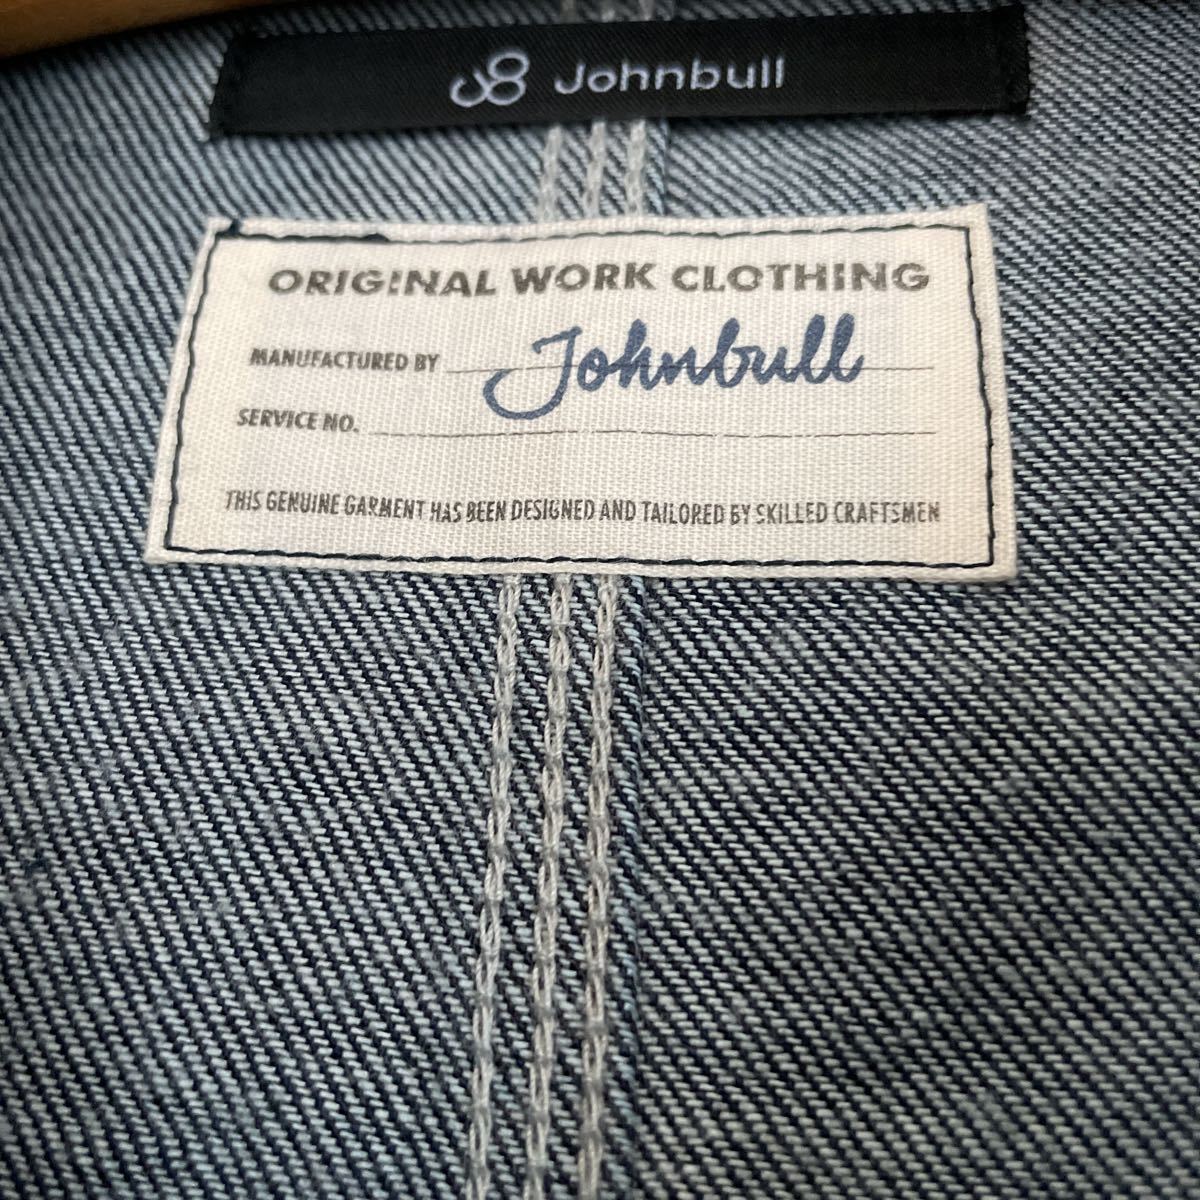 Johnbull
ORIGINAL WORK CLOTHING
MANUFACTURED BY Johnbull
SERVICE NO.
THIS GENUINE GARMENT HAS BEEN DESIGNED AND TAILORED BY SKILLED CRAFTSMEN